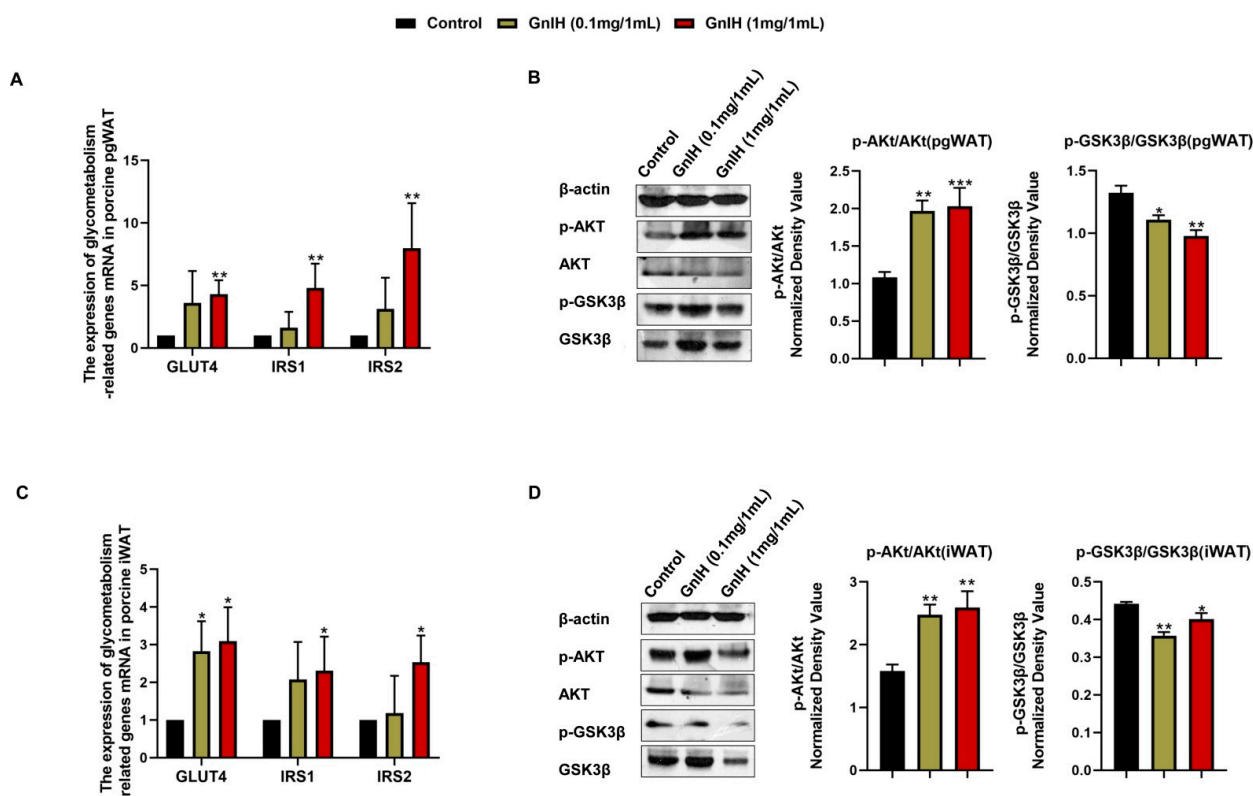 Control GnIH (0.1mg/1mL) GnIH (1mg/1mL)
A
The expression of glycometabolism
-related genes mRNA in porcine pgWAT
15
10
5
0
** ** **
GLUT4 IRS1 IRS2
B
Control
GnIH (0.1mg/1mL)
GnIH (1mg/1mL)
β-actin
p-AKT
AKT
p-GSK3β
GSK3β
p-AKt/AKt(pgWAT)
p-AKt/AKt
Normalized Density Value
2.5
2.0
1.5
1.0
0.5
0.0
** ***
p-GSK3β/GSK3β(pgWAT)
p-GSK3β/GSK3β
Normalized Density Value
1.5
1.0
0.5
0.0
* **
C
The expression of glycometabolism
related genes mRNA in porcine iWAT
5
4
3
2
1
0
* * * *
GLUT4 IRS1 IRS2
D
Control
GnIH (0.1mg/1mL)
GnIH (1mg/1mL)
β-actin
p-AKT
AKT
p-GSK3β
GSK3β
p-AKt/AKt(iWAT)
p-AKt/AKt
Normalized Density Value
3
2
1
0
** **
p-GSK3β/GSK3β(iWAT)
p-GSK3β/GSK3β
Normalized Density Value
0.5
0.4
0.3
0.4
0.1
0.0
** *